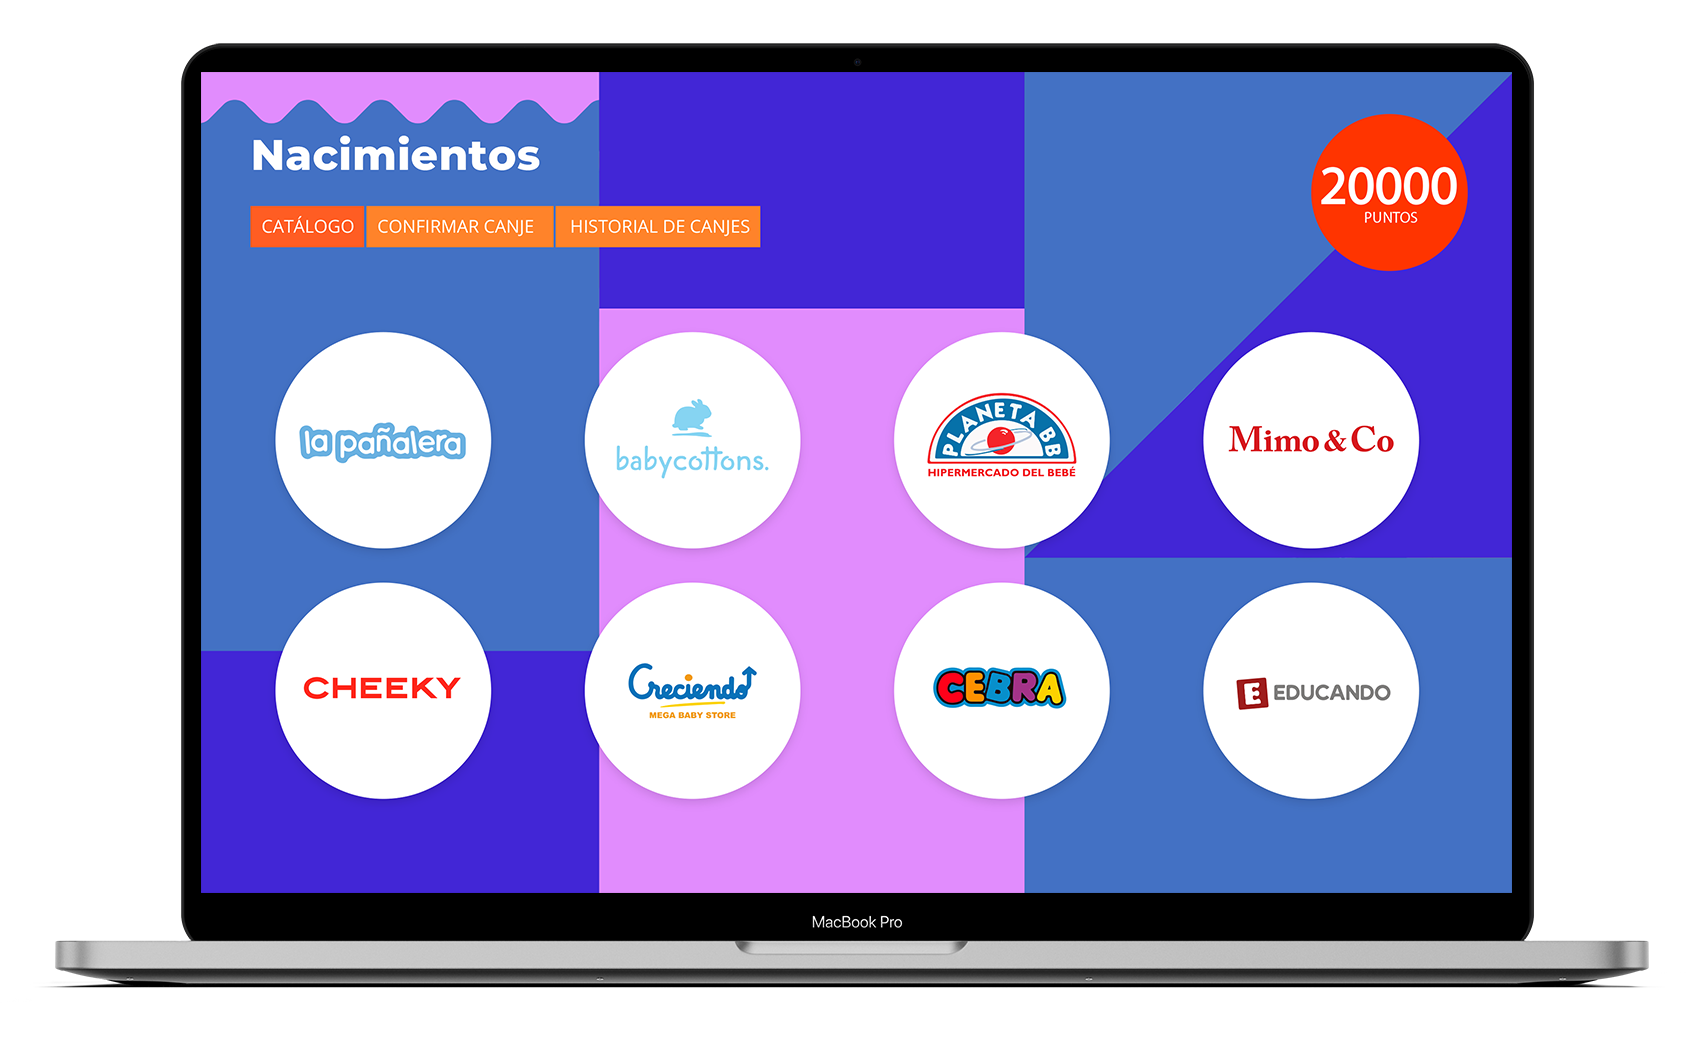 Nacimientos
20000
PUNTOS
CATÁLOGO
CONFIRMAR CANJE
HISTORIAL DE CANJES
la pañalera
babycottons.
PLANETA BB
HIPERMERCADO DEL BEBÉ
Mimo & Co
CHEEKY
Creciendo
MEGA BABY STORE
CEBRA
E EDUCANDO
MacBook Pro